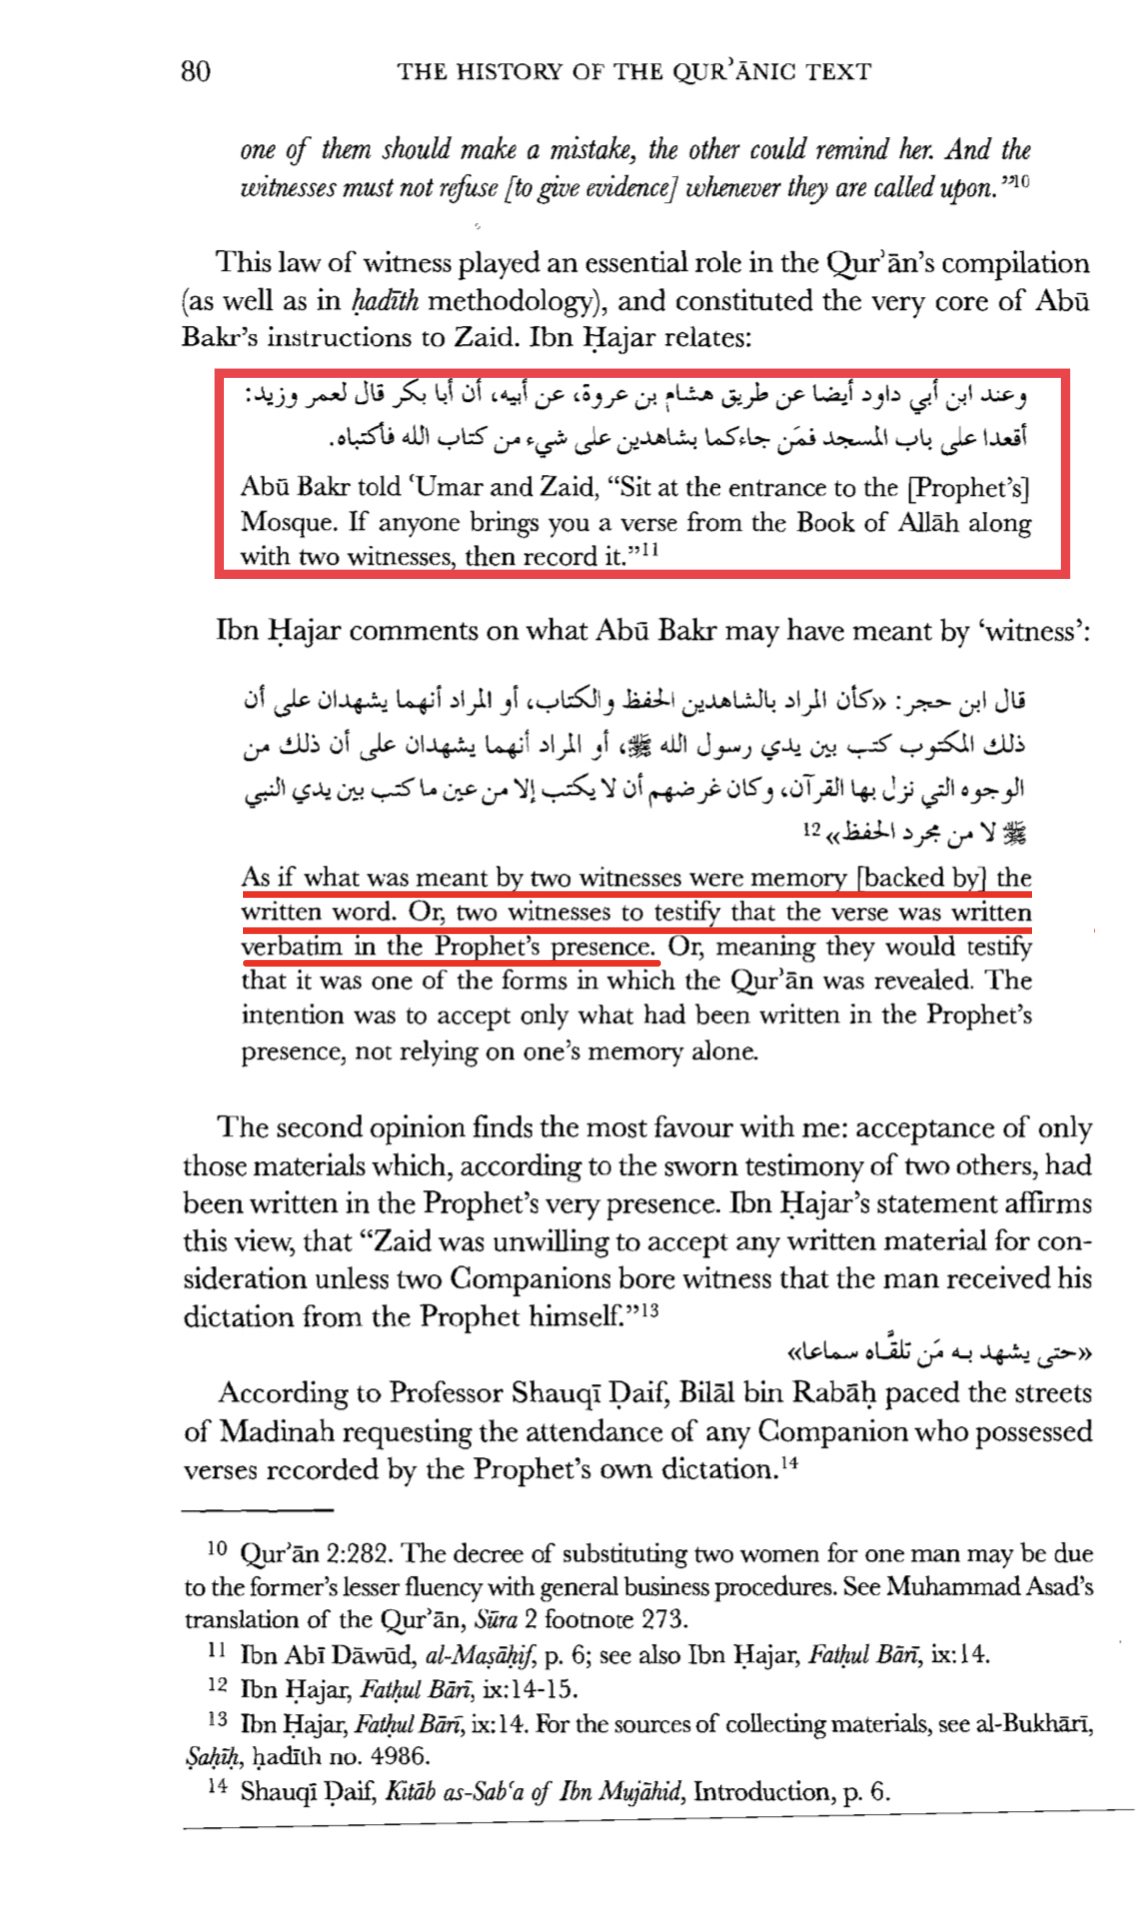 80
THE HISTORY OF THE QUR’ĀNIC TEXT
one of them should make a mistake, the other could remind her. And the
witnesses must not refuse [to give evidence] whenever they are called upon.”10
This law of witness played an essential role in the Qur’ān’s compilation
(as well as in ḥadīth methodology), and constituted the very core of Abū
Bakr’s instructions to Zaid. Ibn Ḥajar relates:
وعند ابن أبي داود أيضا عن طريق هشام بن عروة، عن أبيه، أن أبا بكر قال لعمر وزيد:
أقعدا على باب المسجد فمَن جاءكما بشاهدين على شيء من كتاب الله فأكتباه.
Abū Bakr told ‘Umar and Zaid, “Sit at the entrance to the [Prophet’s]
Mosque. If anyone brings you a verse from the Book of Allāh along
with two witnesses, then record it.”11
Ibn Ḥajar comments on what Abū Bakr may have meant by ‘witness’:
قال ابن حجر: «كأن المراد بالشاهدين الحفظ والكتاب، أو المراد أنهما يشهدان على أن
ذلك المكتوب كتب بين يدي رسول الله ﷺ، أو المراد أنهما يشهدان على أن ذلك من
الوجوه التي نزل بها القرآن، وكان غرضهم أن لا يكتب إلا من عين ما كتب بين يدي النبي
ﷺ لا من مجرد الحفظ» 12
As if what was meant by two witnesses were memory [backed by] the
written word. Or, two witnesses to testify that the verse was written
verbatim in the Prophet’s presence. Or, meaning they would testify
that it was one of the forms in which the Qur’ān was revealed. The
intention was to accept only what had been written in the Prophet’s
presence, not relying on one’s memory alone.
The second opinion finds the most favour with me: acceptance of only
those materials which, according to the sworn testimony of two others, had
been written in the Prophet’s very presence. Ibn Ḥajar’s statement affirms
this view, that “Zaid was unwilling to accept any written material for con-
sideration unless two Companions bore witness that the man received his
dictation from the Prophet himself.”13
«حتى يشهد به مَن تلقَّاه سماعا»
According to Professor Shauqī Ḍaif, Bilāl bin Rabāḥ paced the streets
of Madinah requesting the attendance of any Companion who possessed
verses recorded by the Prophet’s own dictation.14
10 Qur’ān 2:282. The decree of substituting two women for one man may be due
to the former’s lesser fluency with general business procedures. See Muhammad Asad’s
translation of the Qur’ān, Sūra 2 footnote 273.
11 Ibn Abī Dāwūd, al-Maṣāḥif, p. 6; see also Ibn Ḥajar, Fatḥul Bārī, ix:14.
12 Ibn Ḥajar, Fatḥul Bārī, ix:14-15.
13 Ibn Ḥajar, Fatḥul Bārī, ix:14. For the sources of collecting materials, see al-Bukhārī,
Ṣaḥīḥ, ḥadīth no. 4986.
14 Shauqī Ḍaif, Kitāb as-Sab‘a of Ibn Mujāhid, Introduction, p. 6.